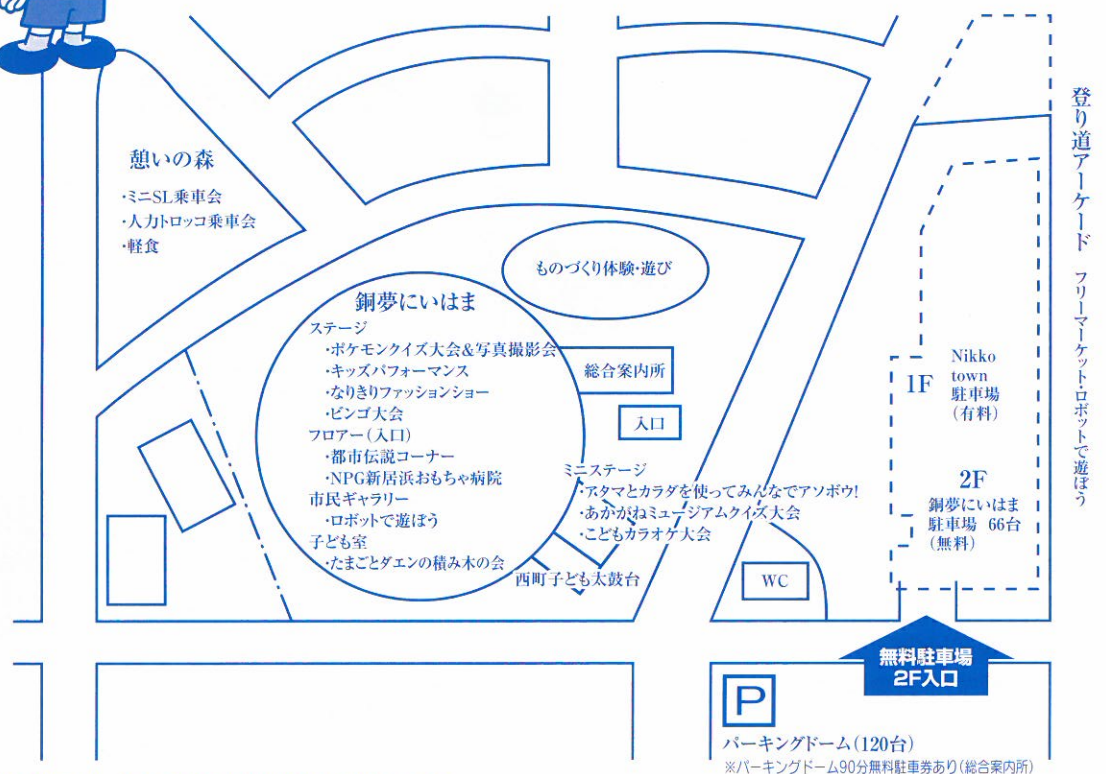 憩いの森
・ミニSL乗車会
・人力トロッコ乗車会
・軽食
ものづくり体験・遊び
銅夢にいはま
ステージ
・ポケモンクイズ大会&写真撮影会
・キッズパフォーマンス
・なりきりファッションショー
・ビンゴ大会
フロアー(入口)
・都市伝説コーナー
・NPG新居浜おもちゃ病院
市民ギャラリー
・ロボットで遊ぼう
子ども室
・たまごとダエンの積み木の会
総合案内所
入口
ミニステージ
・アタマとカラダを使ってみんなでアソボウ!
・あかがねミュージアムクイズ大会
・こどもカラオケ大会
西町子ども太鼓台
WC
1F
Nikko
town
駐車場
(有料)
2F
銅夢にいはま
駐車場 66台
(無料)
登り道アーケード フリーマーケット・ロボットで遊ぼう
無料駐車場
2F入口
P
パーキングドーム(120台)
※パーキングドーム90分無料駐車券あり(総合案内所)